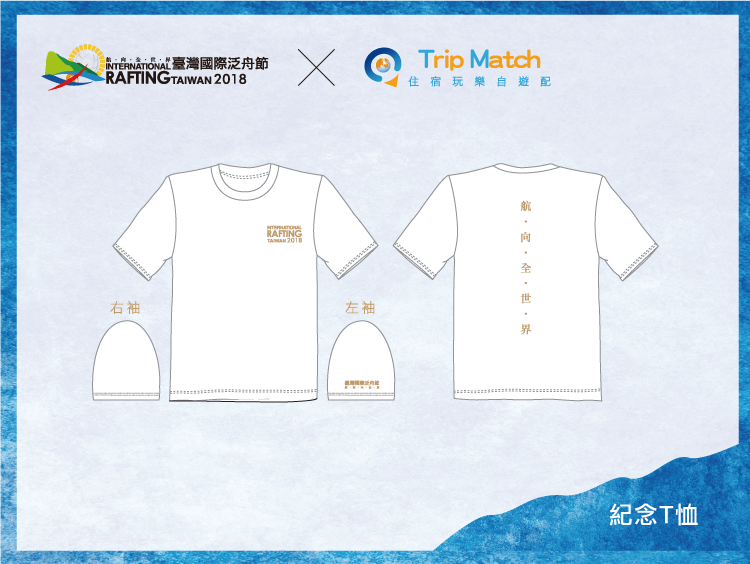 航·向·全·世·界
INTERNATIONAL 臺灣國際泛舟節
RAFTING TAIWAN 2018
Trip Match
住宿玩樂自遊配
INTERNATIONAL
RAFTING
TAIWAN 2018
航·向·全·世·界
右袖
左袖
臺灣國際泛舟節
紀念T恤